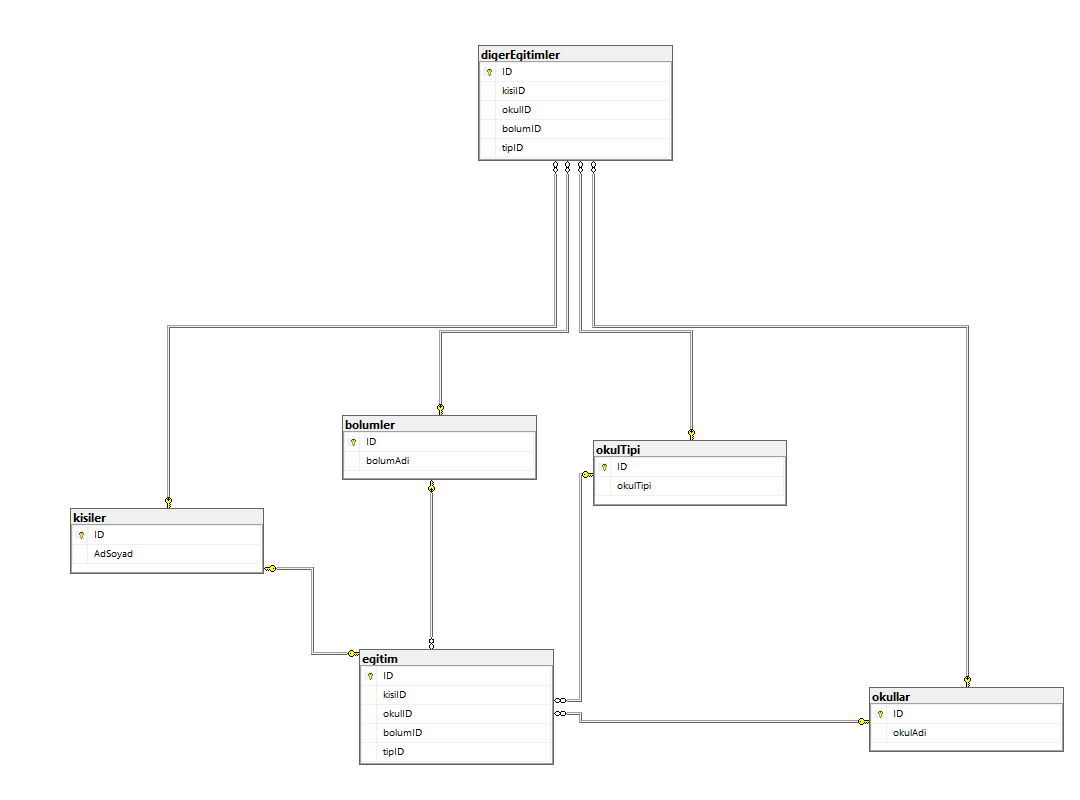 digerEgitimler
ID
kisiID
okulID
bolumID
tipID
bolumler
ID
bolumAdi
okulTipi
ID
okulTipi
kisiler
ID
AdSoyad
egitim
ID
kisiID
okulID
bolumID
tipID
okullar
ID
okulAdi